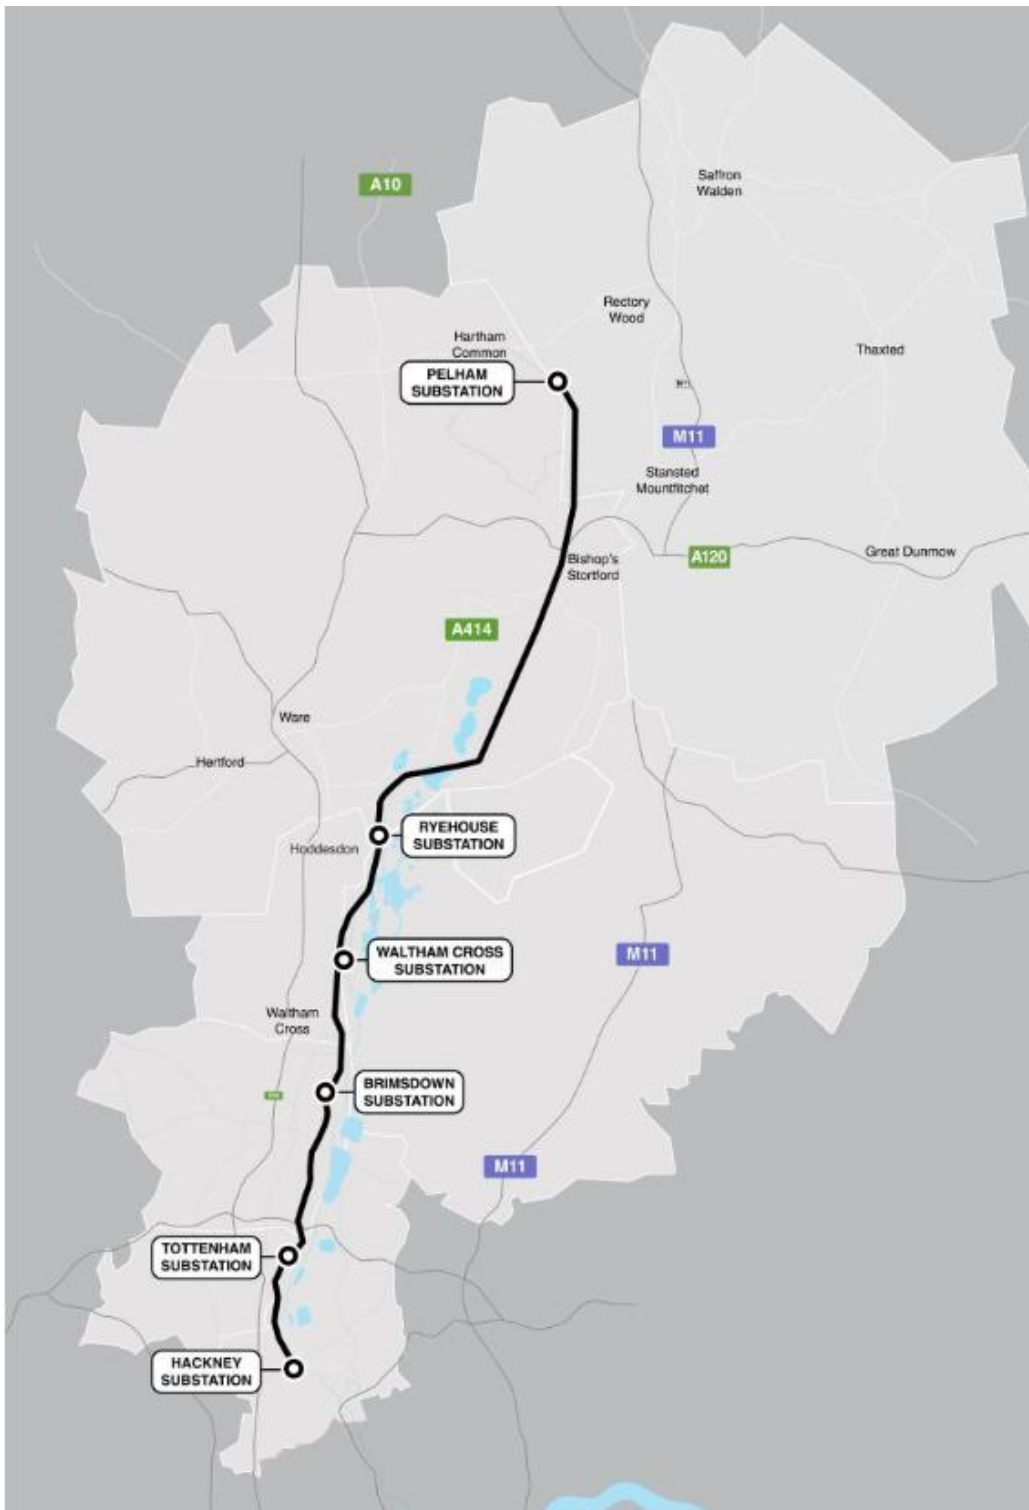 A10
Saffron
Walden
Rectory
Wood
Hartham
Common
Thaxted
PELHAM
SUBSTATION
M11
M11
Stansted
Mountfitchet
A120
Great Dunmow
Bishop's
Stortford
A414
Ware
Hertford
RYEHOUSE
SUBSTATION
Hoddesdon
WALTHAM CROSS
SUBSTATION
M11
Waltham
Cross
BRIMSDOWN
SUBSTATION
M11
TOTTENHAM
SUBSTATION
HACKNEY
SUBSTATION